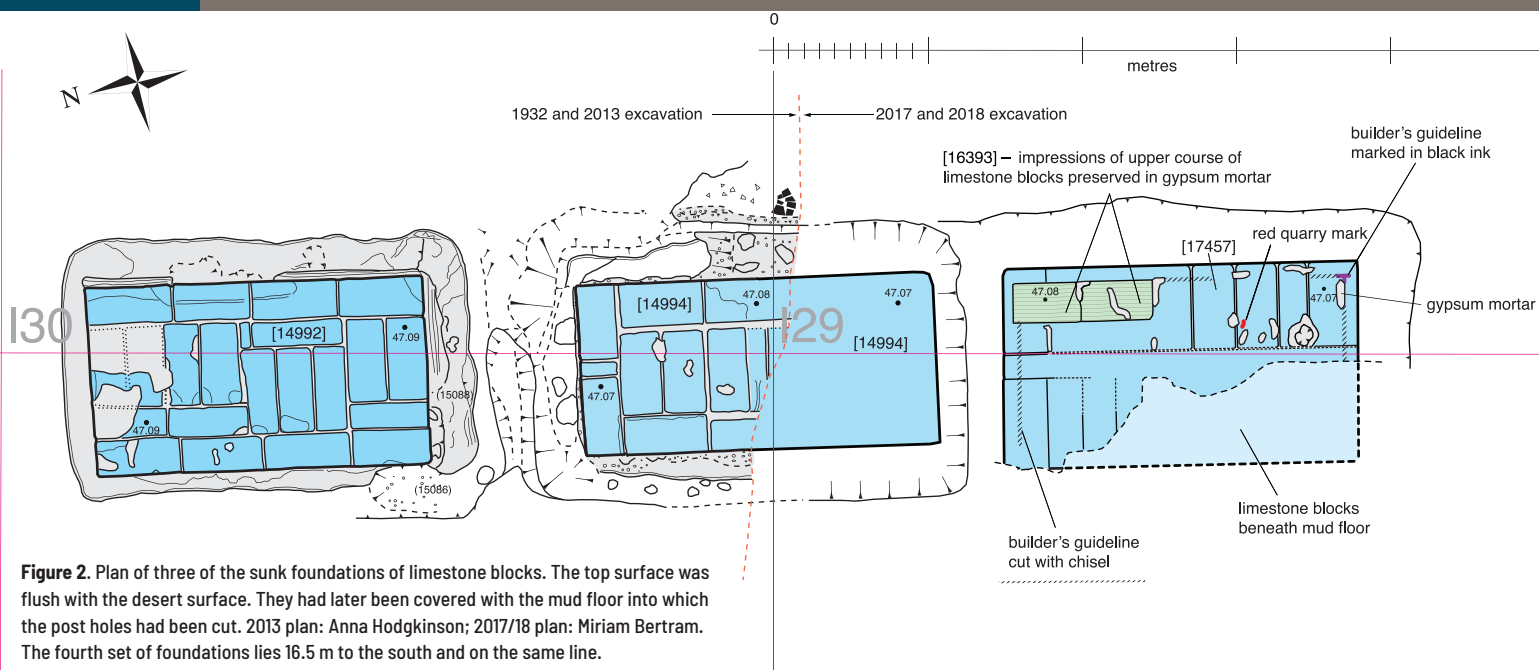 0
metres
N
1932 and 2013 excavation
2017 and 2018 excavation
builder's guideline
marked in black ink
[16393] – impressions of upper course of
limestone blocks preserved in gypsum mortar
[17457]
red quarry mark
gypsum mortar
I30
[14992]
47.09
47.09
(15088)
(15086)
[14994]
47.08
47.07
I29
[14994]
47.07
47.08
47.07
limestone blocks
beneath mud floor
builder's guideline
cut with chisel
Figure 2. Plan of three of the sunk foundations of limestone blocks. The top surface was
flush with the desert surface. They had later been covered with the mud floor into which
the post holes had been cut. 2013 plan: Anna Hodgkinson; 2017/18 plan: Miriam Bertram.
The fourth set of foundations lies 16.5 m to the south and on the same line.